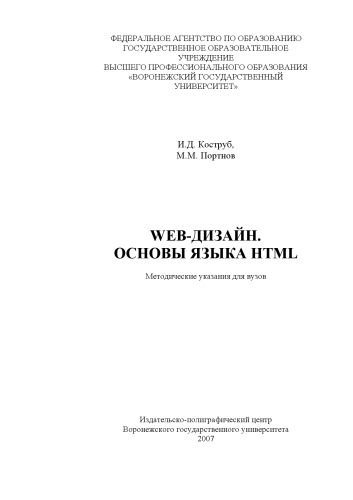 ФЕДЕРАЛЬНОЕ АГЕНТСТВО ПО ОБРАЗОВАНИЮ
ГОСУДАРСТВЕННОЕ ОБРАЗОВАТЕЛЬНОЕ
УЧРЕЖДЕНИЕ
ВЫСШЕГО ПРОФЕССИОНАЛЬНОГО ОБРАЗОВАНИЯ
«ВОРОНЕЖСКИЙ ГОСУДАРСТВЕННЫЙ
УНИВЕРСИТЕТ»
И.Д. Коструб,
М.М. Портнов
WEB-ДИЗАЙН.
ОСНОВЫ ЯЗЫКА HTML
Методические указания для вузов
Издательско-полиграфический центр
Воронежского государственного университета
2007